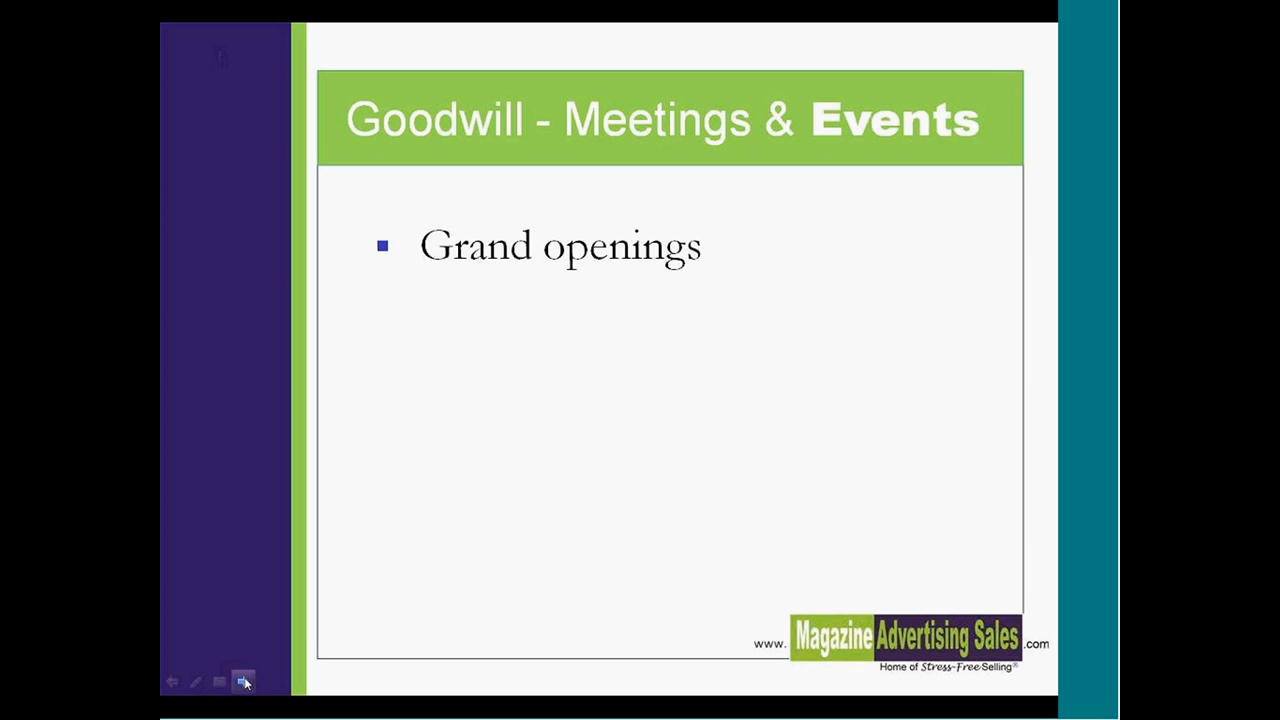 Goodwill - Meetings & Events
▪ Grand openings
www. Magazine Advertising Sales .com
Home of Stress-Free Selling®